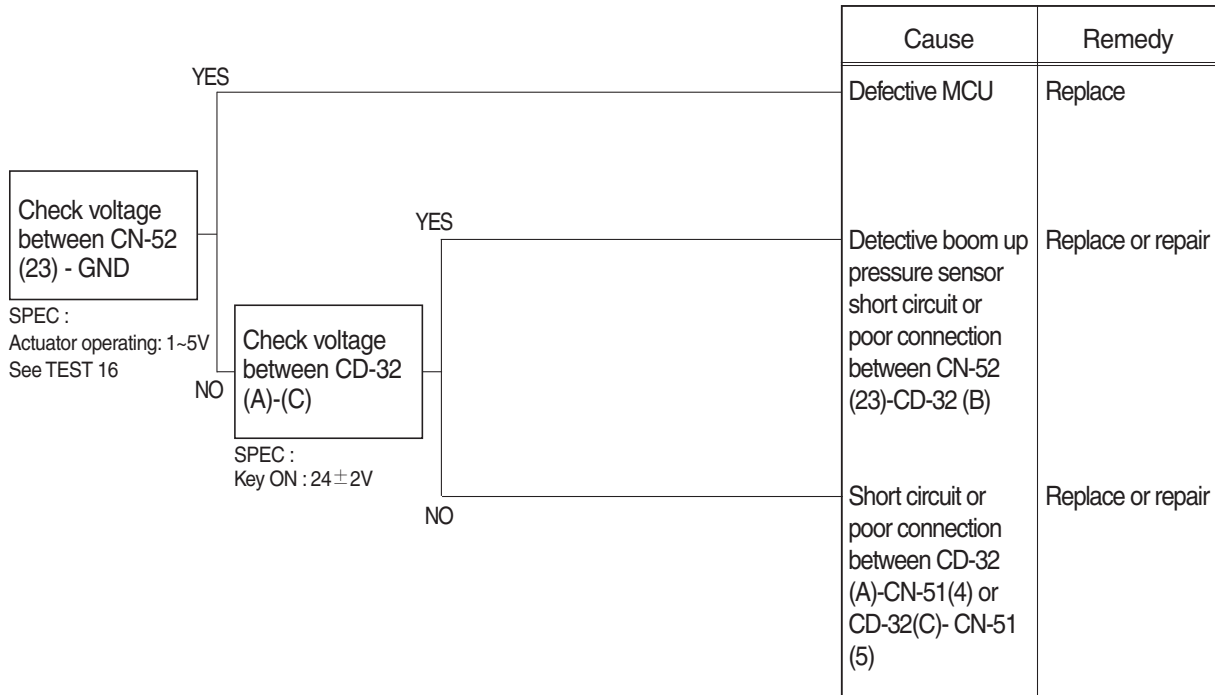 Cause
Remedy
YES
Defective MCU
Replace
Check voltage
between CN-52
(23) - GND
SPEC :
Actuator operating: 1~5V
See TEST 16
YES
Detective boom up
pressure sensor
short circuit or
poor connection
between CN-52
(23)-CD-32 (B)
Replace or repair
NO
Check voltage
between CD-32
(A)-(C)
SPEC :
Key ON : 24±2V
NO
Short circuit or
poor connection
between CD-32
(A)-CN-51(4) or
CD-32(C)- CN-51
(5)
Replace or repair